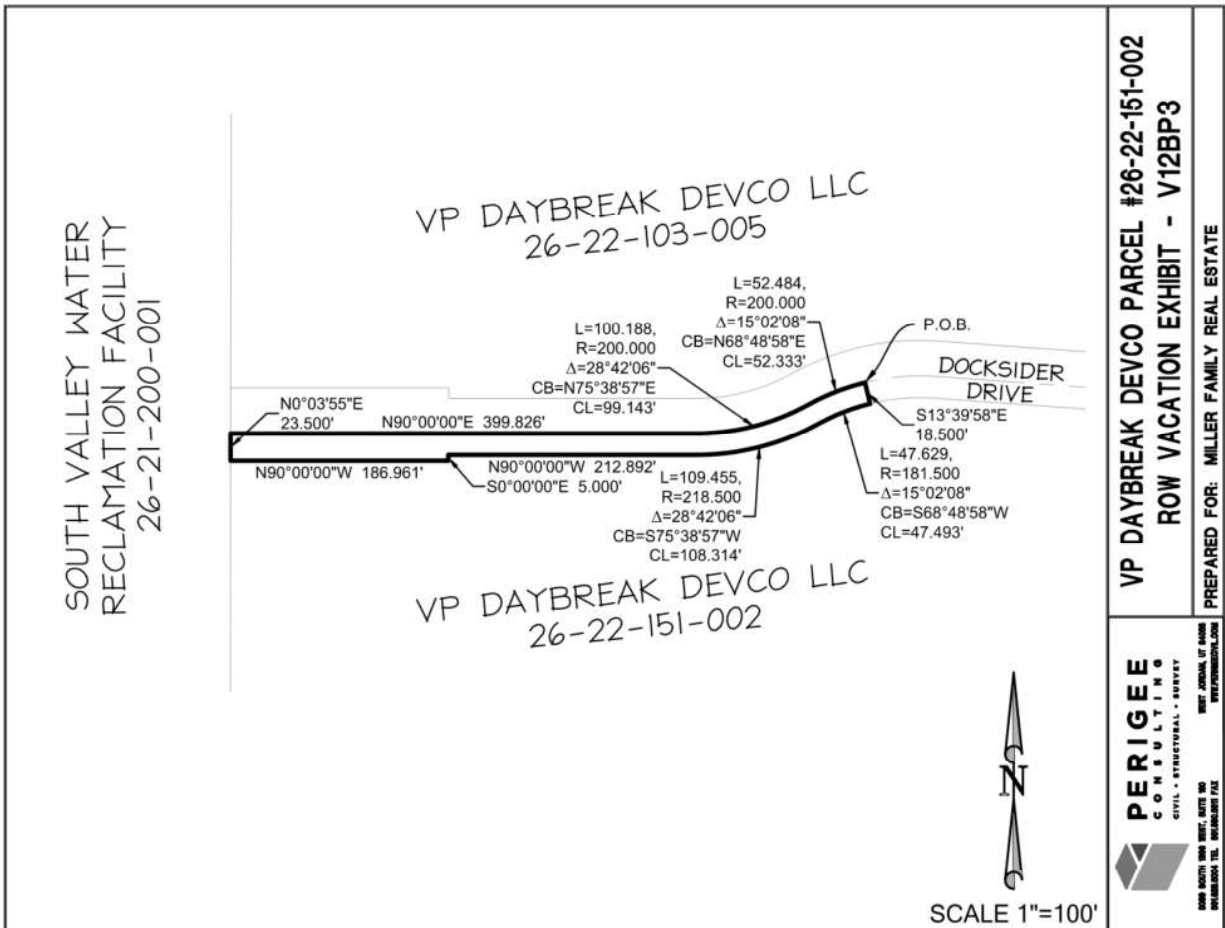 SOUTH VALLEY WATER
RECLAMATION FACILITY
26-21-200-001
VP DAYBREAK DEVCO LLC
26-22-103-005
L=52.484,
R=200.000
Δ=15°02'08"
CB=N68°48'58"E
CL=52.333'
L=100.188,
R=200.000
Δ=28°42'06"
CB=N75°38'57"E
CL=99.143'
P.O.B.
DOCKSIDER
DRIVE
N0°03'55"E
23.500'
N90°00'00"E 399.826'
S13°39'58"E
18.500'
N90°00'00"W 186.961'
N90°00'00"W 212.892'
S0°00'00"E 5.000'
L=109.455,
R=218.500
Δ=28°42'06"
CB=S75°38'57"W
CL=108.314'
L=47.629,
R=181.500
Δ=15°02'08"
CB=S68°48'58"W
CL=47.493'
VP DAYBREAK DEVCO LLC
26-22-151-002
N
SCALE 1"=100'
VP DAYBREAK DEVCO PARCEL #26-22-151-002
ROW VACATION EXHIBIT - V12BP3
PREPARED FOR: MILLER FAMILY REAL ESTATE
PERIGEE
CONSULTING
CIVIL • STRUCTURAL • SURVEY
WEST JORDAN, UT